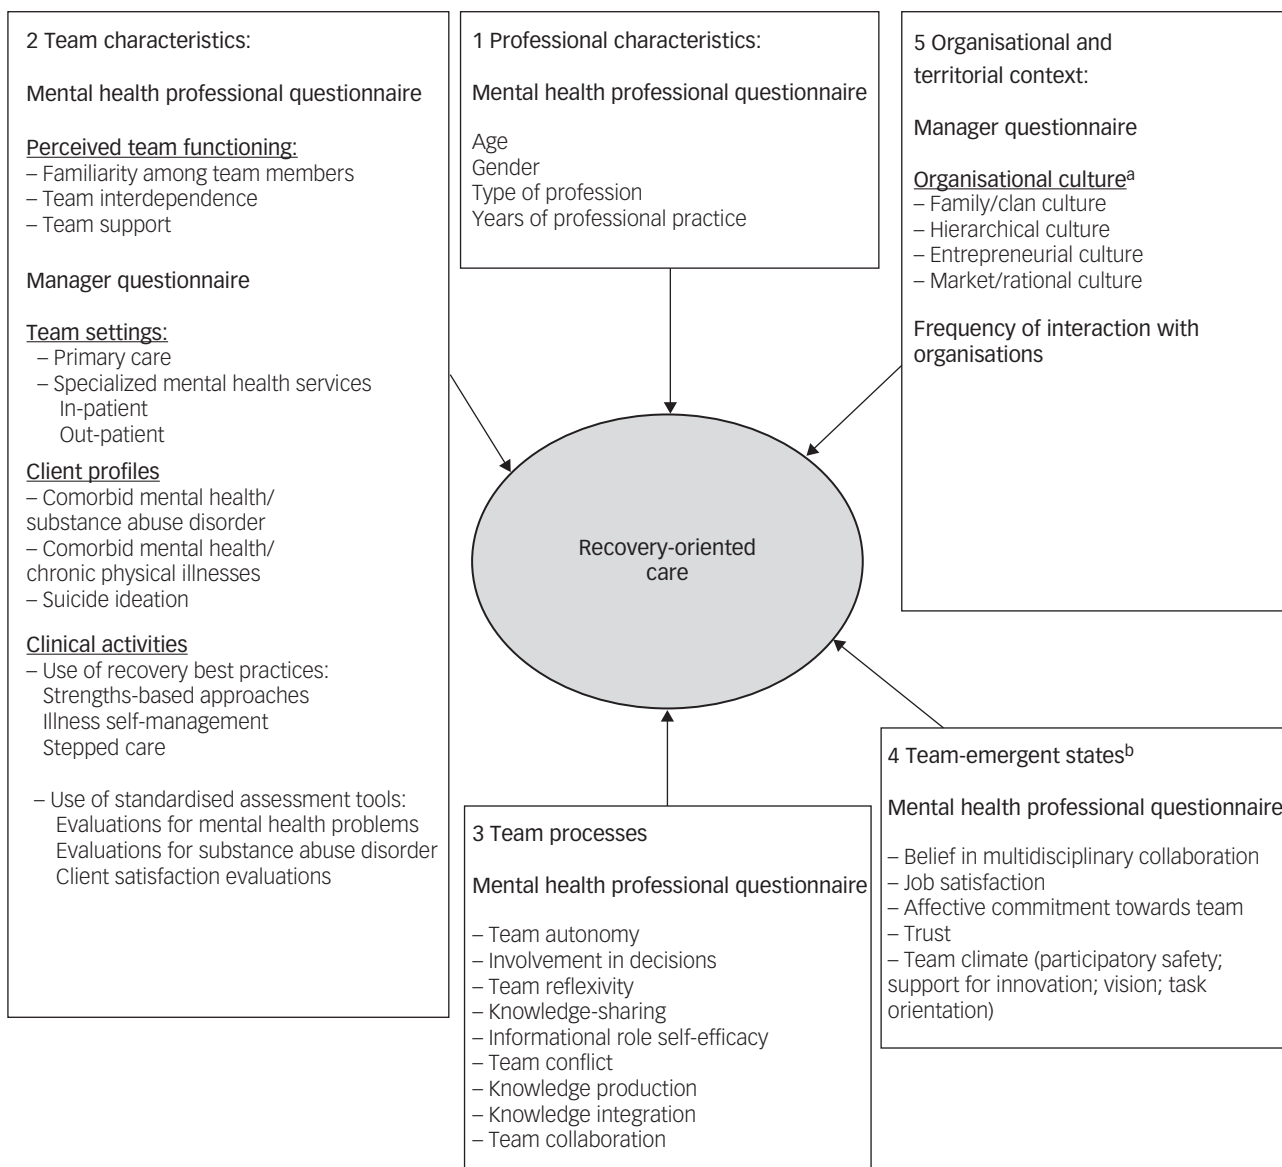 2 Team characteristics:
Mental health professional questionnaire
Perceived team functioning:
– Familiarity among team members
– Team interdependence
– Team support
Manager questionnaire
Team settings:
– Primary care
– Specialized mental health services
In-patient
Out-patient
Client profiles
– Comorbid mental health/
substance abuse disorder
– Comorbid mental health/
chronic physical illnesses
– Suicide ideation
Clinical activities
– Use of recovery best practices:
Strengths-based approaches
Illness self-management
Stepped care
– Use of standardised assessment tools:
Evaluations for mental health problems
Evaluations for substance abuse disorder
Client satisfaction evaluations
1 Professional characteristics:
Mental health professional questionnaire
Age
Gender
Type of profession
Years of professional practice
5 Organisational and
territorial context:
Manager questionnaire
Organisational cultureᵃ
– Family/clan culture
– Hierarchical culture
– Entrepreneurial culture
– Market/rational culture
Frequency of interaction with
organisations
Recovery-oriented
care
3 Team processes
Mental health professional questionnaire
– Team autonomy
– Involvement in decisions
– Team reflexivity
– Knowledge-sharing
– Informational role self-efficacy
– Team conflict
– Knowledge production
– Knowledge integration
– Team collaboration
4 Team-emergent statesᵇ
Mental health professional questionnaire
– Belief in multidisciplinary collaboration
– Job satisfaction
– Affective commitment towards team
– Trust
– Team climate (participatory safety;
support for innovation; vision; task
orientation)